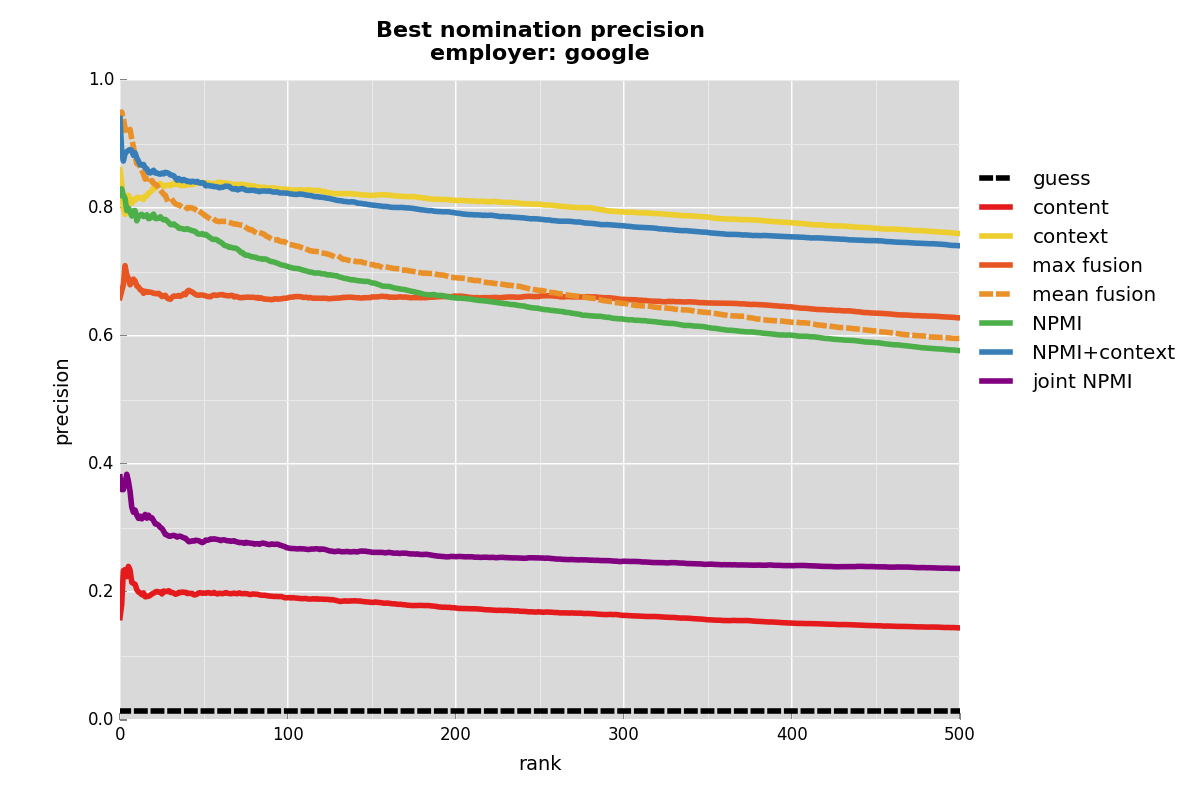 Best nomination precision
employer: google
precision
1.0
0.8
0.6
0.4
0.2
0.0
0
100
200
300
400
500
rank
guess
content
context
max fusion
mean fusion
NPMI
NPMI+context
joint NPMI